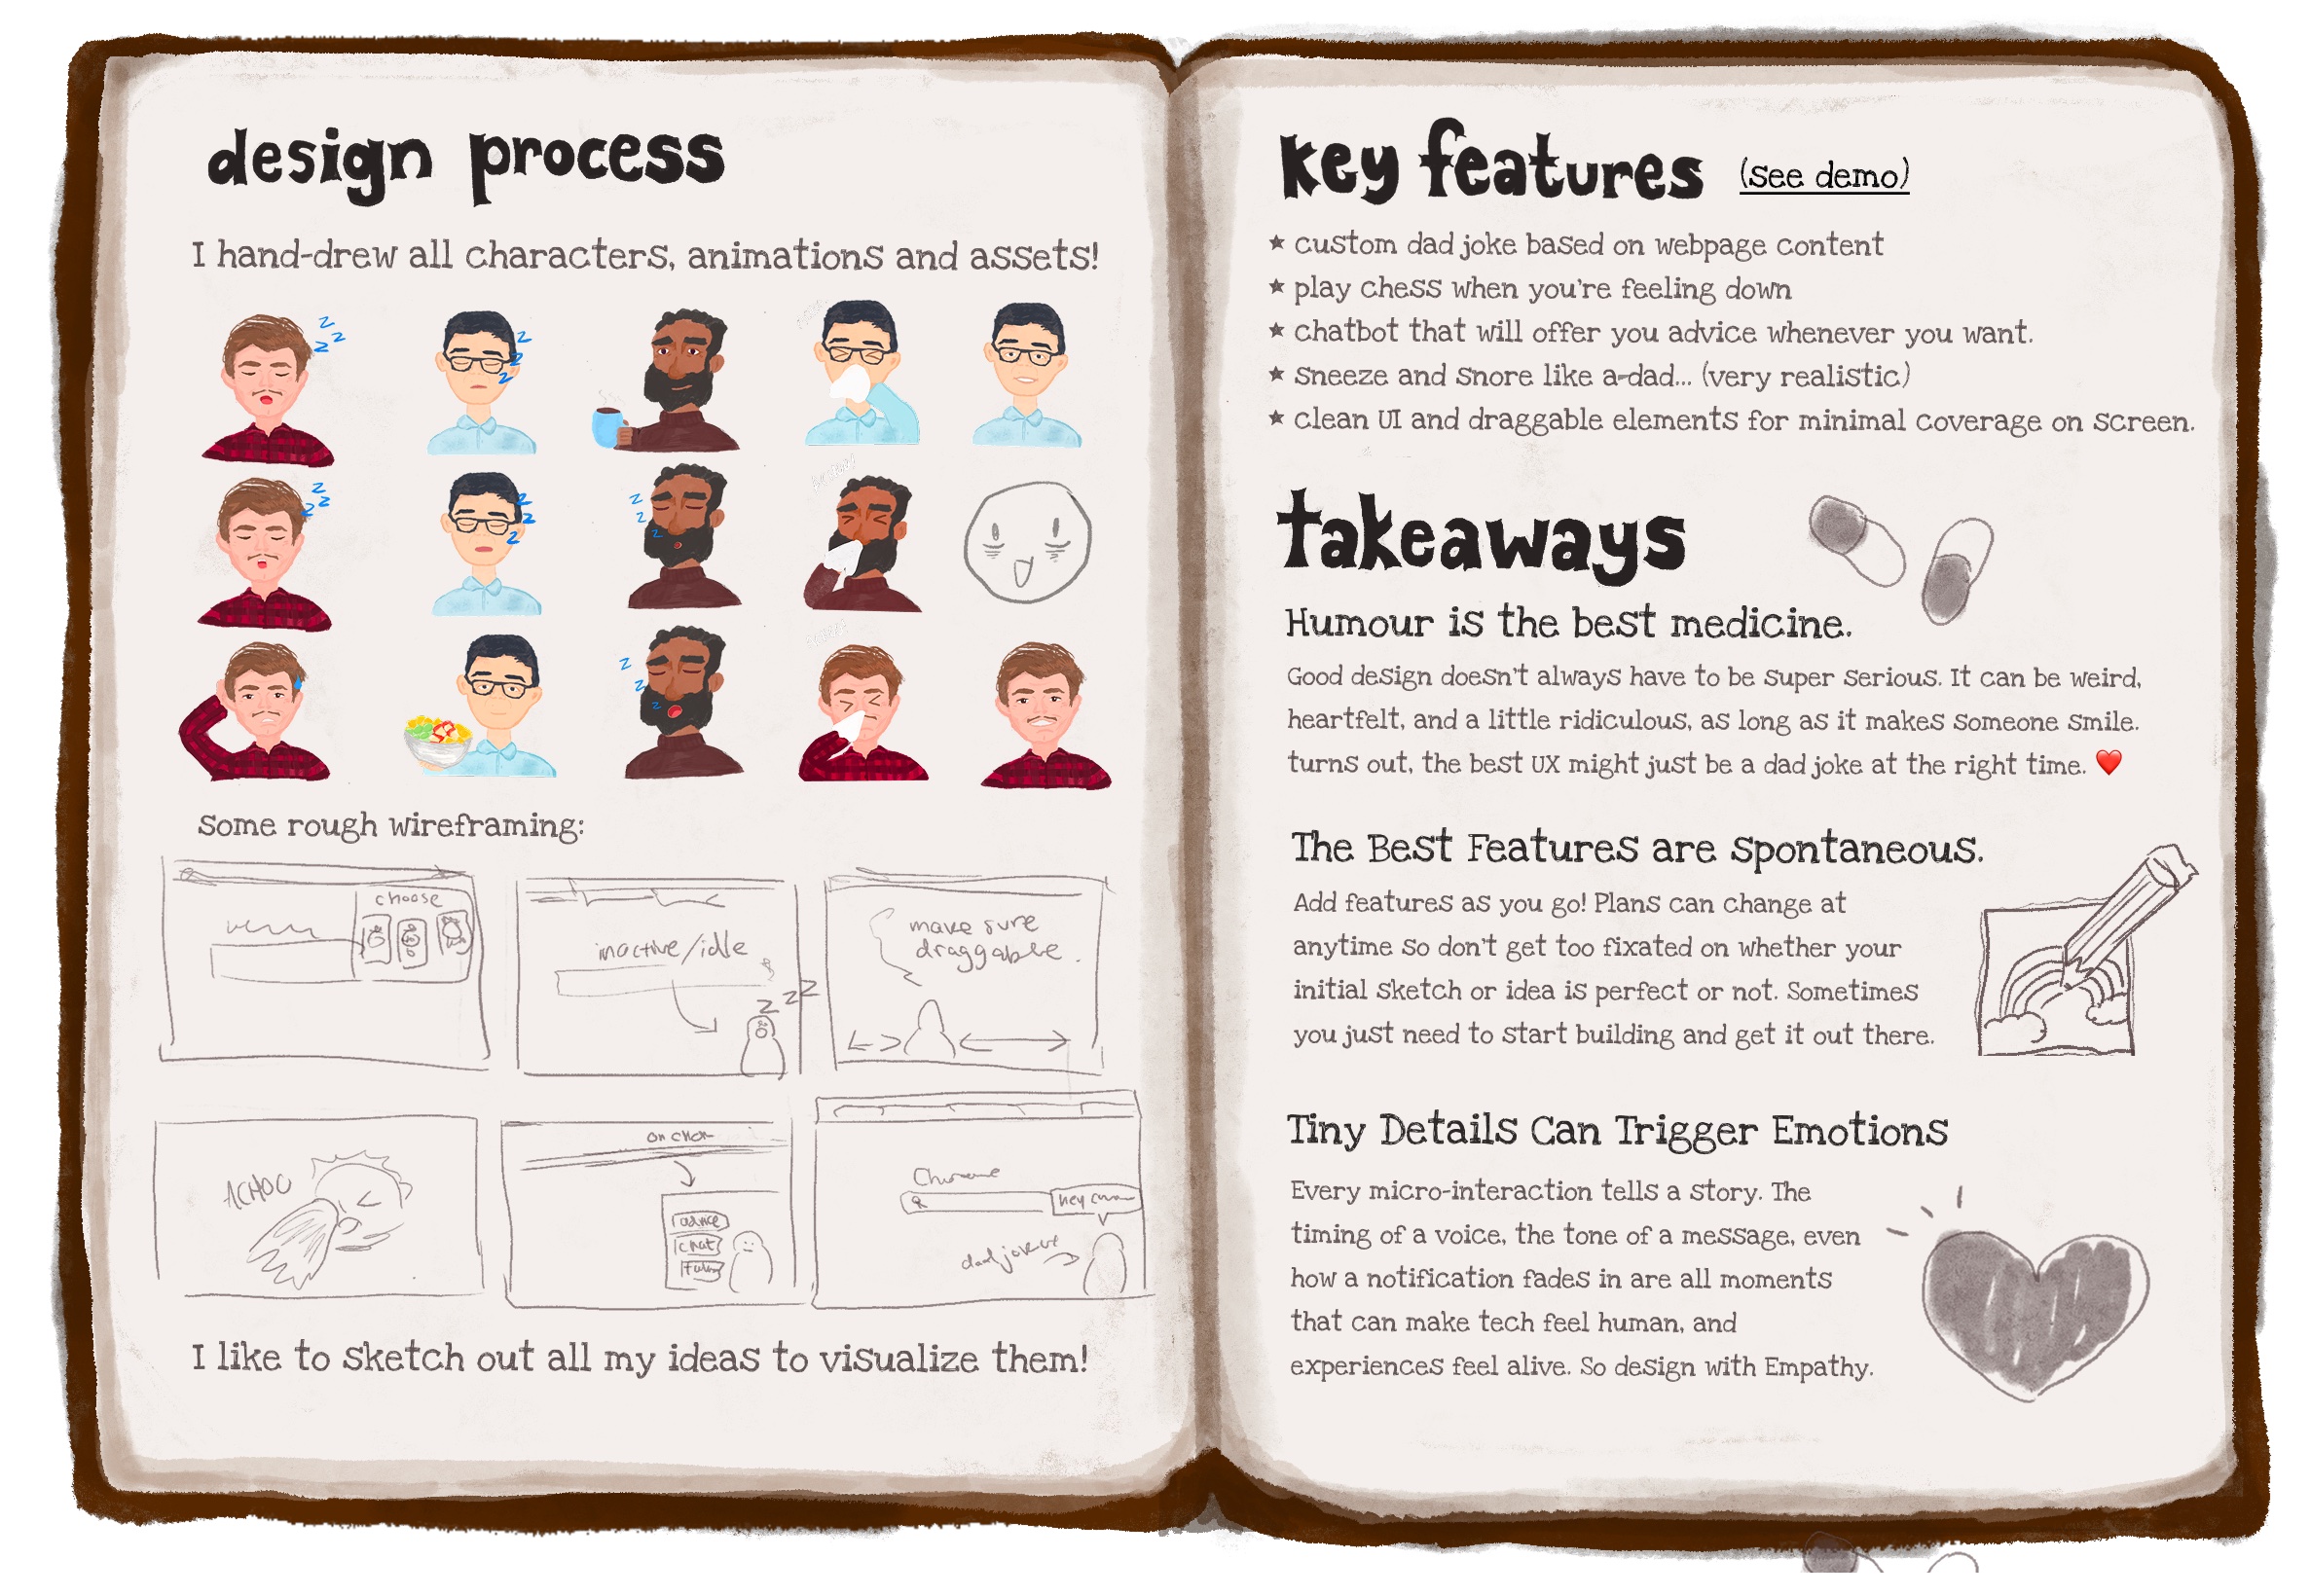 design process
I hand-drew all characters, animations and assets!
z z z z
z z z
z z z
z z z
z z z
z z z
some rough wireframing:
choose
inactive/idle
z z z
make sure
draggable.
ACHOO
advice
chat
hey
dad joke
I like to sketch out all my ideas to visualize them!
key features (see demo)
★ custom dad joke based on webpage content
★ play chess when you're feeling down
★ chatbot that will offer you advice whenever you want.
★ sneeze and snore like a-dad... (very realistic)
★ clean UI and draggable elements for minimal coverage on screen.
takeaways
Humour is the best medicine.
Good design doesn't always have to be super serious. It can be weird,
heartfelt, and a little ridiculous, as long as it makes someone smile.
turns out, the best UX might just be a dad joke at the right time. ❤️
The Best Features are spontaneous.
Add features as you go! Plans can change at
anytime so don't get too fixated on whether your
initial sketch or idea is perfect or not. Sometimes
you just need to start building and get it out there.
Tiny Details Can Trigger Emotions
Every micro-interaction tells a story. The
timing of a voice, the tone of a message, even
how a notification fades in are all moments
that can make tech feel human, and
experiences feel alive. So design with Empathy.